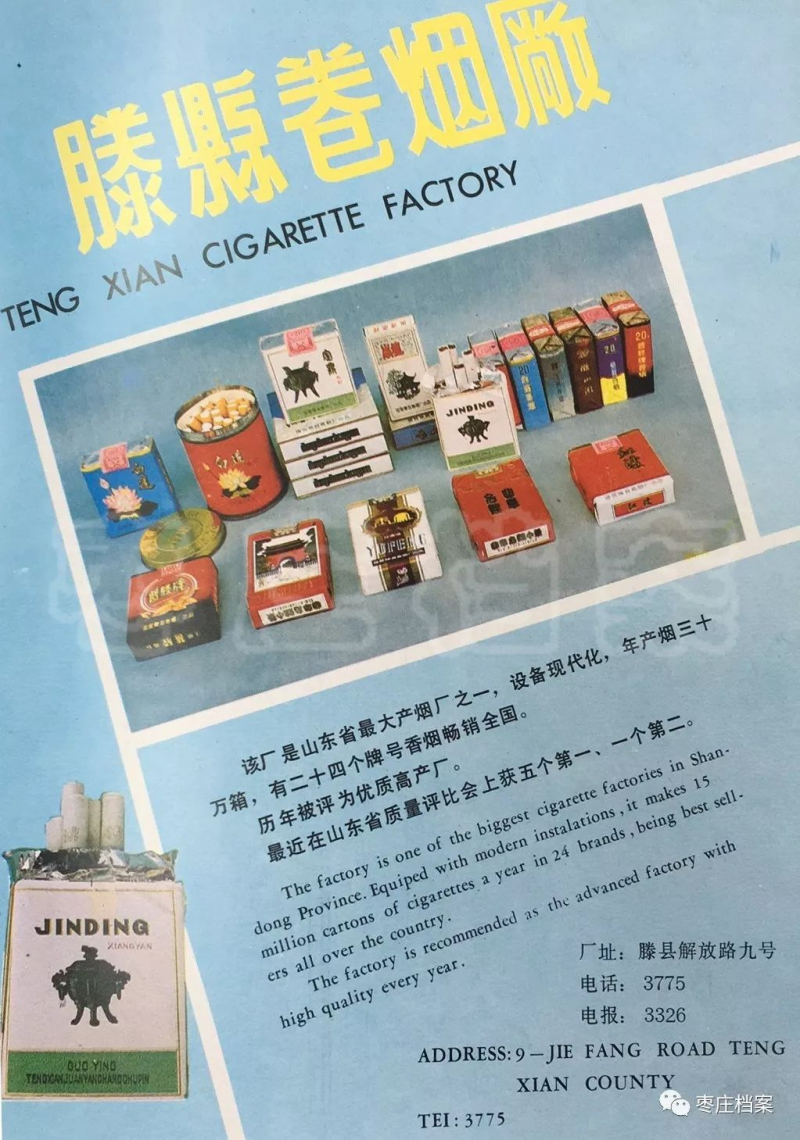 滕縣卷烟廠
TENG XIAN CIGARETTE FACTORY
JINDING
20
20
20
白莲
该厂是山东省最大产烟厂之一，设备现代化，年产烟三十
万箱，有二十四个牌号香烟畅销全国。
历年被评为优质高产厂。
最近在山东省质量评比会上获五个第一、一个第二。
The factory is one of the biggest cigarette factories in Shan-
dong Province. Equiped with modern instalations, it makes 15
million cartons of cigarettes a year in 24 brands, being best sell-
ers all over the country.
The factory is recommended as the advanced factory with
high quality every year.
JINDING
XIANGYAN
GUO YING
厂址：滕县解放路九号
电话：3775
电报：3326
ADDRESS: 9—JIE FANG ROAD TENG
XIAN COUNTY
TEI: 3775
枣庄档案